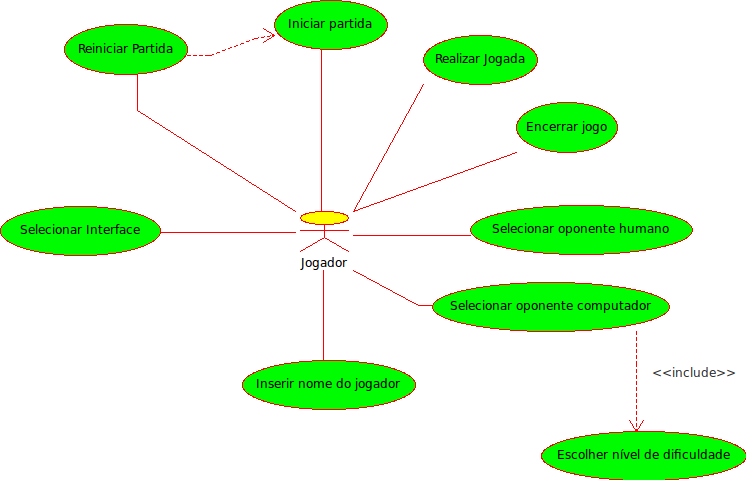 Iniciar partida
Reiniciar Partida
Realizar Jogada
Encerrar jogo
Selecionar Interface
Selecionar oponente humano
Jogador
Selecionar oponente computador
<<include>>
Inserir nome do jogador
Escolher nível de dificuldade